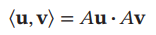 ⟨𝐮, 𝐯⟩ = A𝐮 · A𝐯